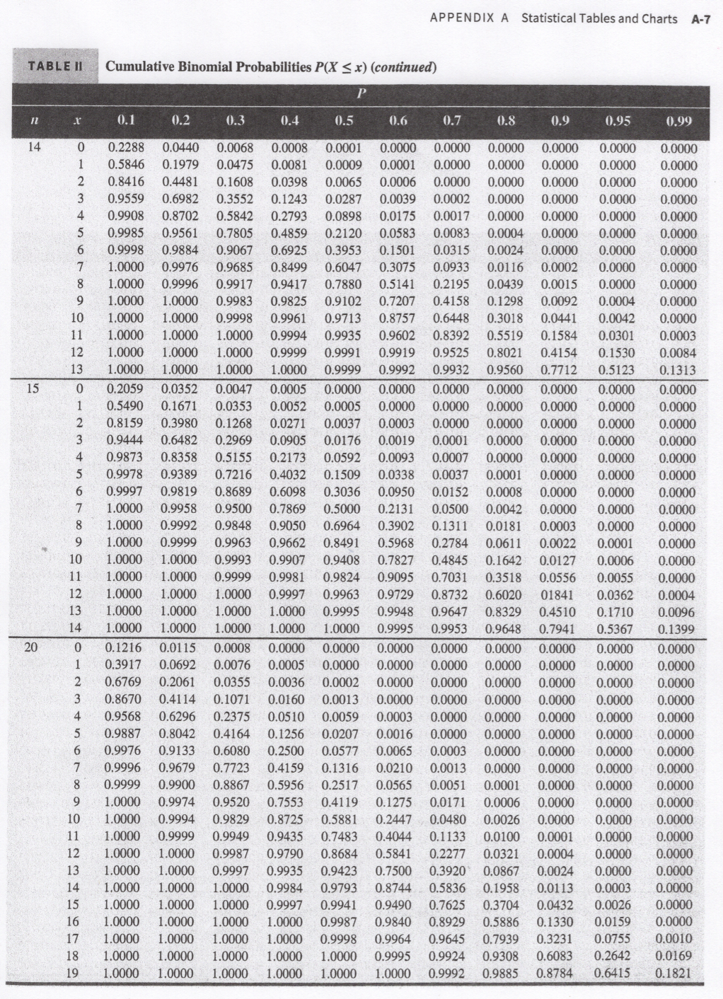 APPENDIX A Statistical Tables and Charts A-7
TABLE II Cumulative Binomial Probabilities P(X ≤ x) (continued)
P
n x 0.1 0.2 0.3 0.4 0.5 0.6 0.7 0.8 0.9 0.95 0.99
14 0 0.2288 0.0440 0.0068 0.0008 0.0001 0.0000 0.0000 0.0000 0.0000 0.0000 0.0000
1 0.5846 0.1979 0.0475 0.0081 0.0009 0.0001 0.0000 0.0000 0.0000 0.0000 0.0000
2 0.8416 0.4481 0.1608 0.0398 0.0065 0.0006 0.0000 0.0000 0.0000 0.0000 0.0000
3 0.9559 0.6982 0.3552 0.1243 0.0287 0.0039 0.0002 0.0000 0.0000 0.0000 0.0000
4 0.9908 0.8702 0.5842 0.2793 0.0898 0.0175 0.0017 0.0000 0.0000 0.0000 0.0000
5 0.9985 0.9561 0.7805 0.4859 0.2120 0.0583 0.0083 0.0004 0.0000 0.0000 0.0000
6 0.9998 0.9884 0.9067 0.6925 0.3953 0.1501 0.0315 0.0024 0.0000 0.0000 0.0000
7 1.0000 0.9976 0.9685 0.8499 0.6047 0.3075 0.0933 0.0116 0.0002 0.0000 0.0000
8 1.0000 0.9996 0.9917 0.9417 0.7880 0.5141 0.2195 0.0439 0.0015 0.0000 0.0000
9 1.0000 1.0000 0.9983 0.9825 0.9102 0.7207 0.4158 0.1298 0.0092 0.0004 0.0000
10 1.0000 1.0000 0.9998 0.9961 0.9713 0.8757 0.6448 0.3018 0.0441 0.0042 0.0000
11 1.0000 1.0000 1.0000 0.9994 0.9935 0.9602 0.8392 0.5519 0.1584 0.0301 0.0003
12 1.0000 1.0000 1.0000 0.9999 0.9991 0.9919 0.9525 0.8021 0.4154 0.1530 0.0084
13 1.0000 1.0000 1.0000 1.0000 0.9999 0.9992 0.9932 0.9560 0.7712 0.5123 0.1313
15 0 0.2059 0.0352 0.0047 0.0005 0.0000 0.0000 0.0000 0.0000 0.0000 0.0000 0.0000
1 0.5490 0.1671 0.0353 0.0052 0.0005 0.0000 0.0000 0.0000 0.0000 0.0000 0.0000
2 0.8159 0.3980 0.1268 0.0271 0.0037 0.0003 0.0000 0.0000 0.0000 0.0000 0.0000
3 0.9444 0.6482 0.2969 0.0905 0.0176 0.0019 0.0001 0.0000 0.0000 0.0000 0.0000
4 0.9873 0.8358 0.5155 0.2173 0.0592 0.0093 0.0007 0.0000 0.0000 0.0000 0.0000
5 0.9978 0.9389 0.7216 0.4032 0.1509 0.0338 0.0037 0.0001 0.0000 0.0000 0.0000
6 0.9997 0.9819 0.8689 0.6098 0.3036 0.0950 0.0152 0.0008 0.0000 0.0000 0.0000
7 1.0000 0.9958 0.9500 0.7869 0.5000 0.2131 0.0500 0.0042 0.0000 0.0000 0.0000
8 1.0000 0.9992 0.9848 0.9050 0.6964 0.3902 0.1311 0.0181 0.0003 0.0000 0.0000
9 1.0000 0.9999 0.9963 0.9662 0.8491 0.5968 0.2784 0.0611 0.0022 0.0001 0.0000
10 1.0000 1.0000 0.9993 0.9907 0.9408 0.7827 0.4845 0.1642 0.0127 0.0006 0.0000
11 1.0000 1.0000 0.9999 0.9981 0.9824 0.9095 0.7031 0.3518 0.0556 0.0055 0.0000
12 1.0000 1.0000 1.0000 0.9997 0.9963 0.9729 0.8732 0.6020 01841 0.0362 0.0004
13 1.0000 1.0000 1.0000 1.0000 0.9995 0.9948 0.9647 0.8329 0.4510 0.1710 0.0096
14 1.0000 1.0000 1.0000 1.0000 1.0000 0.9995 0.9953 0.9648 0.7941 0.5367 0.1399
20 0 0.1216 0.0115 0.0008 0.0000 0.0000 0.0000 0.0000 0.0000 0.0000 0.0000 0.0000
1 0.3917 0.0692 0.0076 0.0005 0.0000 0.0000 0.0000 0.0000 0.0000 0.0000 0.0000
2 0.6769 0.2061 0.0355 0.0036 0.0002 0.0000 0.0000 0.0000 0.0000 0.0000 0.0000
3 0.8670 0.4114 0.1071 0.0160 0.0013 0.0000 0.0000 0.0000 0.0000 0.0000 0.0000
4 0.9568 0.6296 0.2375 0.0510 0.0059 0.0003 0.0000 0.0000 0.0000 0.0000 0.0000
5 0.9887 0.8042 0.4164 0.1256 0.0207 0.0016 0.0000 0.0000 0.0000 0.0000 0.0000
6 0.9976 0.9133 0.6080 0.2500 0.0577 0.0065 0.0003 0.0000 0.0000 0.0000 0.0000
7 0.9996 0.9679 0.7723 0.4159 0.1316 0.0210 0.0013 0.0000 0.0000 0.0000 0.0000
8 0.9999 0.9900 0.8867 0.5956 0.2517 0.0565 0.0051 0.0001 0.0000 0.0000 0.0000
9 1.0000 0.9974 0.9520 0.7553 0.4119 0.1275 0.0171 0.0006 0.0000 0.0000 0.0000
10 1.0000 0.9994 0.9829 0.8725 0.5881 0.2447 0.0480 0.0026 0.0000 0.0000 0.0000
11 1.0000 0.9999 0.9949 0.9435 0.7483 0.4044 0.1133 0.0100 0.0001 0.0000 0.0000
12 1.0000 1.0000 0.9987 0.9790 0.8684 0.5841 0.2277 0.0321 0.0004 0.0000 0.0000
13 1.0000 1.0000 0.9997 0.9935 0.9423 0.7500 0.3920 0.0867 0.0024 0.0000 0.0000
14 1.0000 1.0000 1.0000 0.9984 0.9793 0.8744 0.5836 0.1958 0.0113 0.0003 0.0000
15 1.0000 1.0000 1.0000 0.9997 0.9941 0.9490 0.7625 0.3704 0.0432 0.0026 0.0000
16 1.0000 1.0000 1.0000 1.0000 0.9987 0.9840 0.8929 0.5886 0.1330 0.0159 0.0000
17 1.0000 1.0000 1.0000 1.0000 0.9998 0.9964 0.9645 0.7939 0.3231 0.0755 0.0010
18 1.0000 1.0000 1.0000 1.0000 1.0000 0.9995 0.9924 0.9308 0.6083 0.2642 0.0169
19 1.0000 1.0000 1.0000 1.0000 1.0000 1.0000 0.9992 0.9885 0.8784 0.6415 0.1821